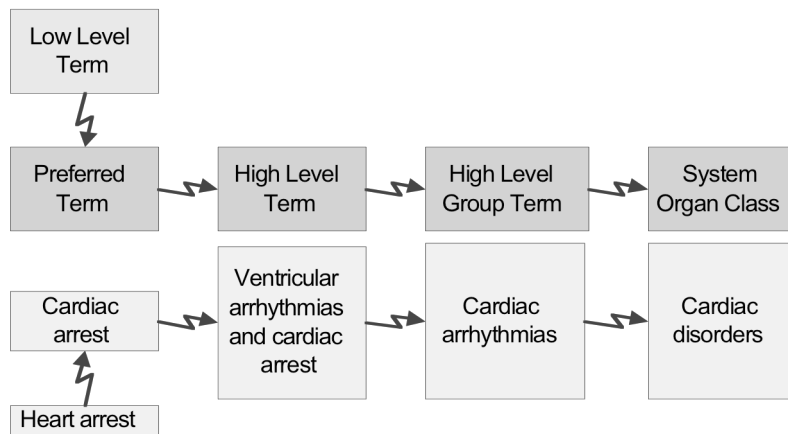 Low Level
Term
Preferred
Term
High Level
Term
High Level
Group Term
System
Organ Class
Cardiac
arrest
Ventricular
arrhythmias
and cardiac
arrest
Cardiac
arrhythmias
Cardiac
disorders
Heart arrest